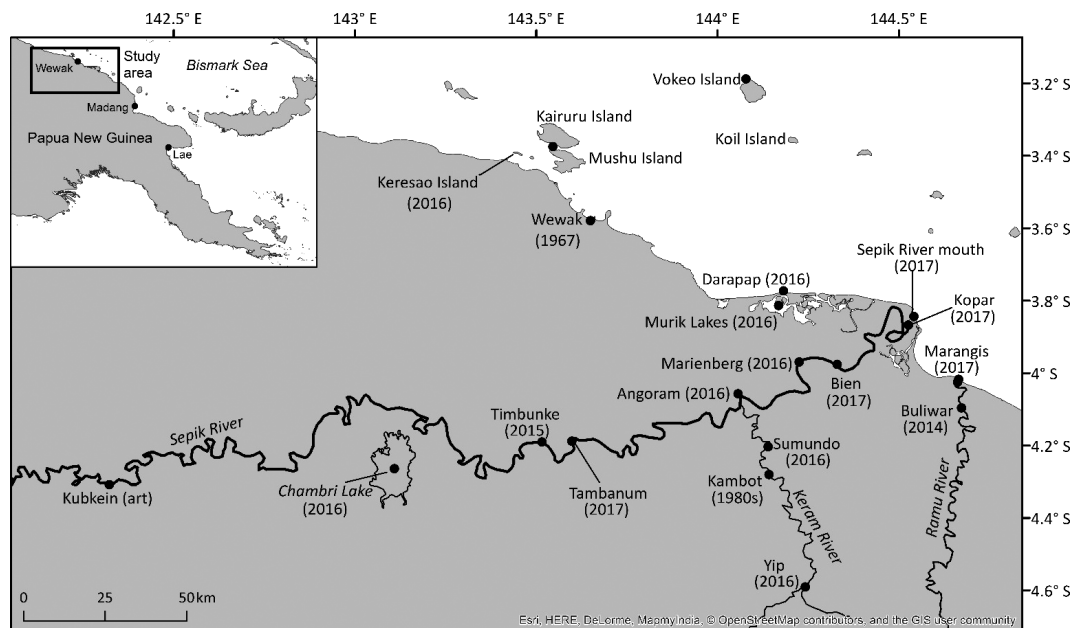 142.5° E
143.0° E
143.5° E
144.0° E
144.5° E
Study
area
Bismark Sea
Wewak
Madang
Papua New Guinea
Lae
Vokeo Island
3.2° S
Kairuru Island
Koil Island
3.4° S
Mushu Island
Keresao Island
(2016)
Wewak
(1967)
3.6° S
Sepik River mouth
(2017)
Darapap (2016)
Kopar
(2017)
3.8° S
Murik Lakes (2016)
Marangis
(2017)
Marienberg (2016)
4° S
Bien
(2017)
Angoram (2016)
Buliwar
(2014)
Timbunke
(2015)
Sepik River
4.2° S
Sumundo
(2016)
Kubkein (art)
Chambri Lake
(2016)
Tambanum
(2017)
Kambot
(1980s)
Keram River
Ramu River
4.4° S
Yip
(2016)
4.6° S
0
25
50 km
Esri, HERE, DeLorme, MapmyIndia, © OpenStreetMap contributors, and the GIS user community